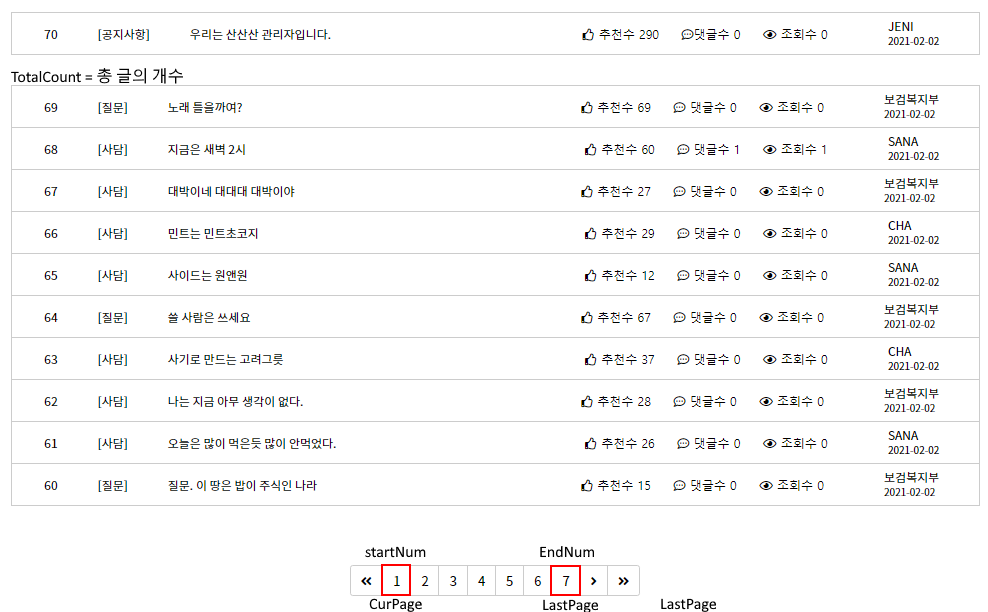 70 [공지사항] 우리는 산산산 관리자입니다. 추천수 290 댓글수 0 조회수 0 JENI
2021-02-02
TotalCount = 총 글의 개수
69 [질문] 노래 들을까여? 추천수 69 댓글수 0 조회수 0 보검복지부
2021-02-02
68 [사담] 지금은 새벽 2시 추천수 60 댓글수 1 조회수 1 SANA
2021-02-02
67 [사담] 대박이네 대대대 대박이야 추천수 27 댓글수 0 조회수 0 보검복지부
2021-02-02
66 [사담] 민트는 민트초코지 추천수 29 댓글수 0 조회수 0 CHA
2021-02-02
65 [사담] 사이드는 원앤원 추천수 12 댓글수 0 조회수 0 SANA
2021-02-02
64 [질문] 쓸 사람은 쓰세요 추천수 67 댓글수 0 조회수 0 보검복지부
2021-02-02
63 [사담] 사기로 만드는 고려그릇 추천수 37 댓글수 0 조회수 0 CHA
2021-02-02
62 [사담] 나는 지금 아무 생각이 없다. 추천수 28 댓글수 0 조회수 0 보검복지부
2021-02-02
61 [사담] 오늘은 많이 먹은듯 많이 안먹었다. 추천수 26 댓글수 0 조회수 0 SANA
2021-02-02
60 [질문] 질문. 이 땅은 밥이 주식인 나라 추천수 15 댓글수 0 조회수 0 보검복지부
2021-02-02
startNum EndNum
« 1 2 3 4 5 6 7 › »
CurPage LastPage LastPage